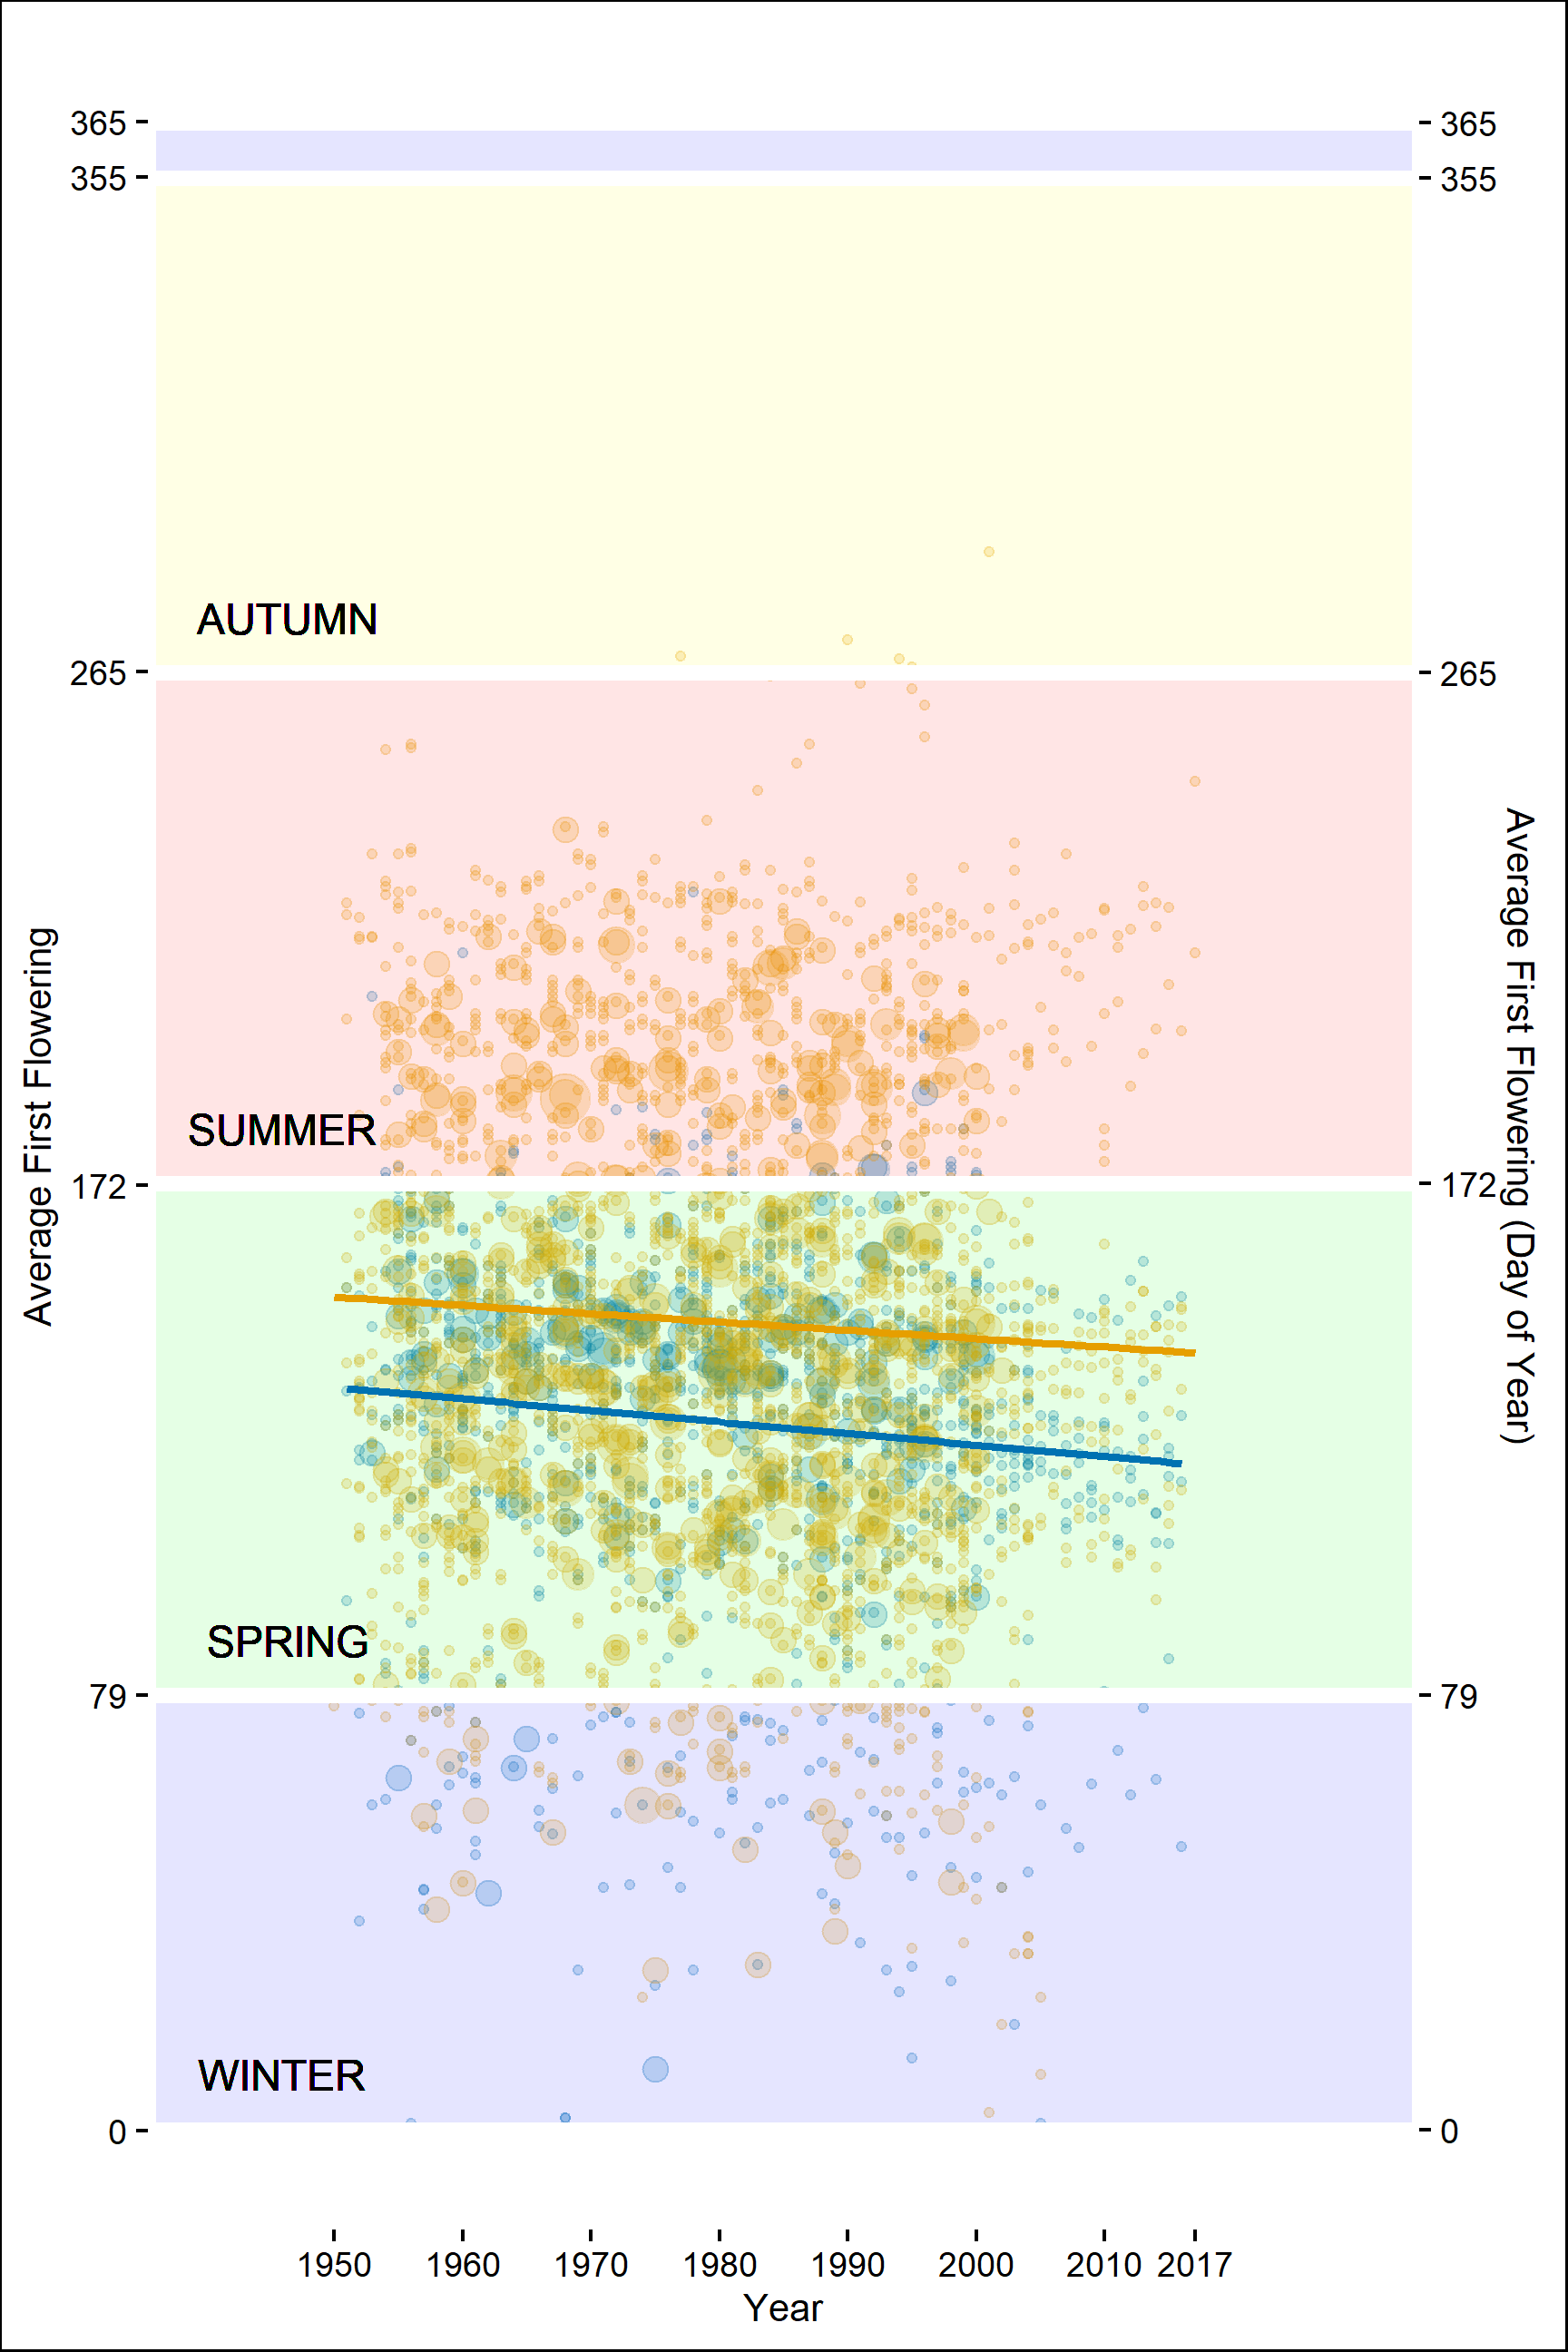 365
365
355
355
AUTUMN
265
265
Average First Flowering
Average First Flowering (Day of Year)
SUMMER
172
172
SPRING
79
79
WINTER
0
0
1950 1960 1970 1980 1990 2000 2010 2017
Year